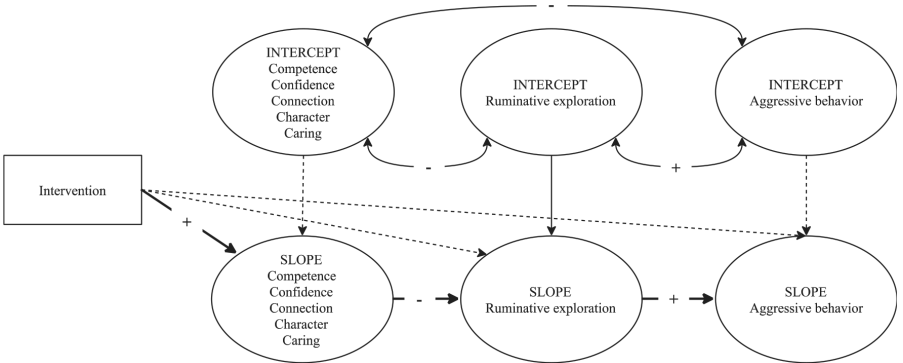 -
INTERCEPT
Competence
Confidence
Connection
Character
Caring
INTERCEPT
Ruminative exploration
INTERCEPT
Aggressive behavior
-
+
Intervention
+
SLOPE
Competence
Confidence
Connection
Character
Caring
-
SLOPE
Ruminative exploration
+
SLOPE
Aggressive behavior